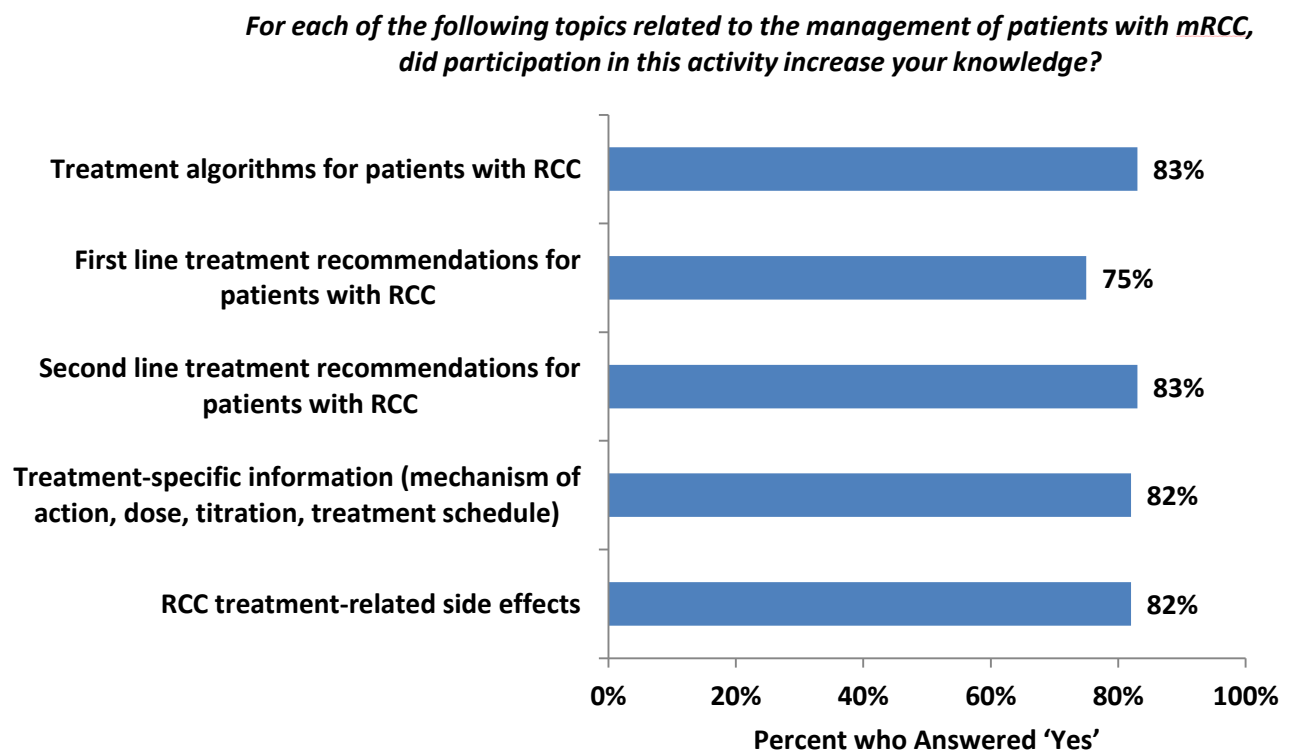 For each of the following topics related to the management of patients with mRCC,
did participation in this activity increase your knowledge?
Treatment algorithms for patients with RCC
83%
First line treatment recommendations for
patients with RCC
75%
Second line treatment recommendations for
patients with RCC
83%
Treatment-specific information (mechanism of
action, dose, titration, treatment schedule)
82%
RCC treatment-related side effects
82%
0% 20% 40% 60% 80% 100%
Percent who Answered ‘Yes’